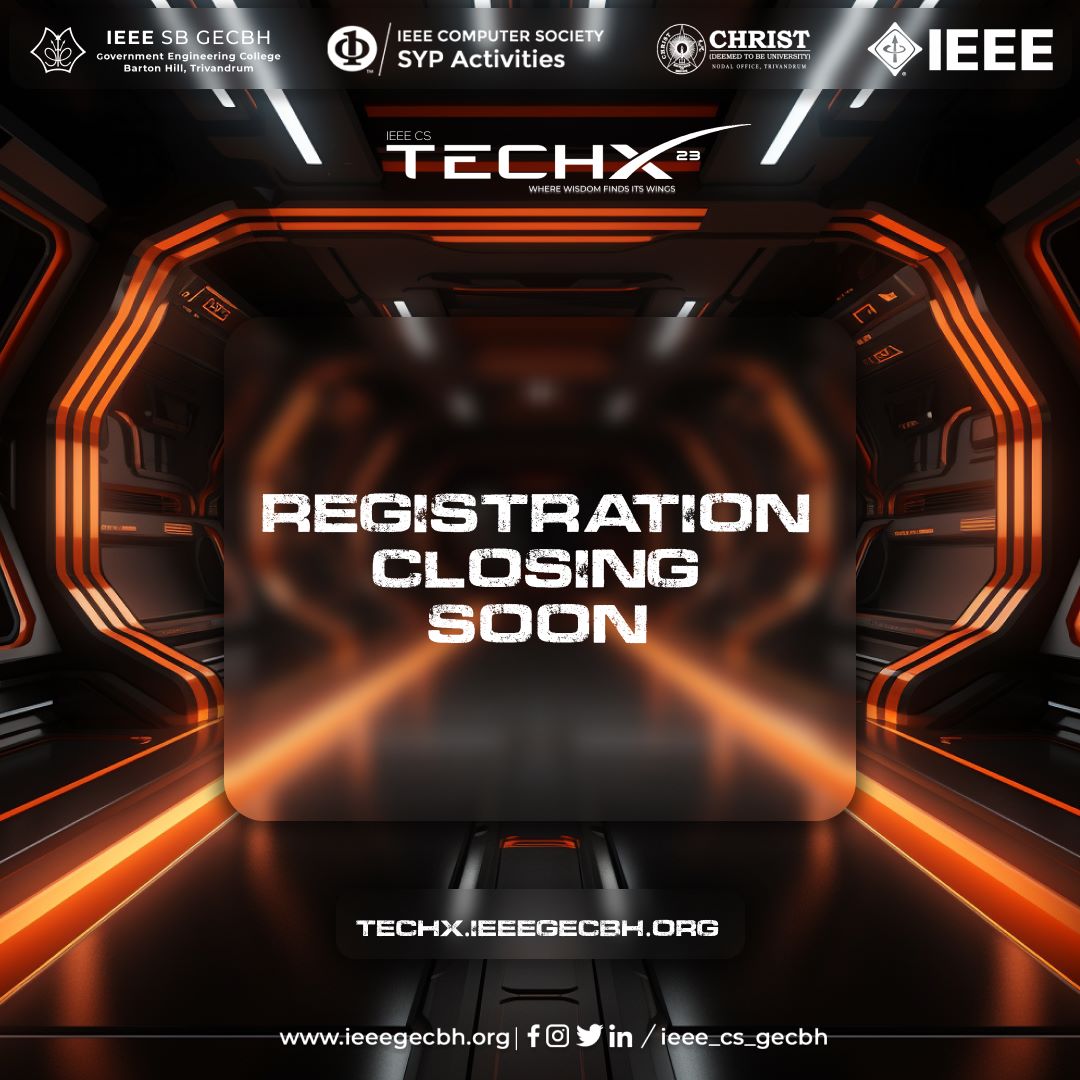 IEEE SB GECBH
Government Engineering College
Barton Hill, Trivandrum
IEEE COMPUTER SOCIETY
SYP Activities
CHRIST
(DEEMED TO BE UNIVERSITY)
NODAL OFFICE, TRIVANDRUM
IEEE
IEEE CS
TECHX 23
WHERE WISDOM FINDS ITS WINGS
REGISTRATION
CLOSING
SOON
TECHX.IEEEGECBH.ORG
www.ieeegecbh.org| / ieee_cs_gecbh